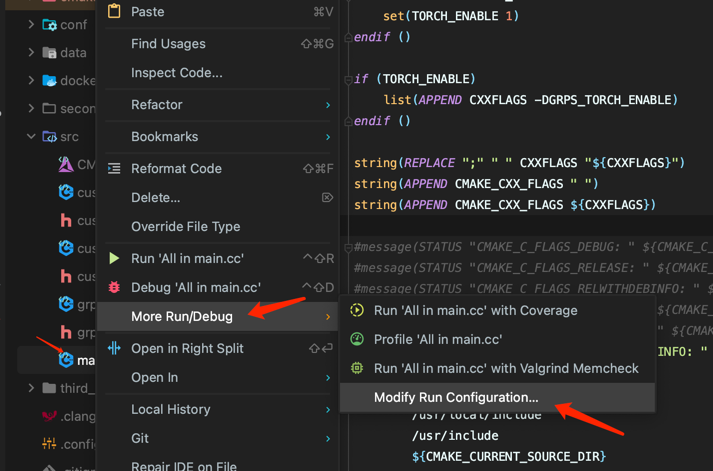 conf
data
docke
secon
src
CM
cus
cus
cus
cus
grp
grp
ma
third_
.clang
.config
Paste ⌘V
Find Usages ⇧⌘G
Inspect Code...
Refactor
Bookmarks
Reformat Code ⇧⌘F
Delete...
Override File Type
Run 'All in main.cc' ^⇧R
Debug 'All in main.cc' ^⇧D
More Run/Debug
Open in Right Split ⇧↩
Open In
Local History
Git
Repair IDE on File
Run 'All in main.cc' with Coverage
Profile 'All in main.cc'
Run 'All in main.cc' with Valgrind Memcheck
Modify Run Configuration...
set(TORCH_ENABLE 1)
endif ()
if (TORCH_ENABLE)
list(APPEND CXXFLAGS -DGRPS_TORCH_ENABLE)
endif ()
string(REPLACE ";" " " CXXFLAGS "${CXXFLAGS}")
string(APPEND CMAKE_CXX_FLAGS " ")
string(APPEND CMAKE_CXX_FLAGS ${CXXFLAGS})
#message(STATUS "CMAKE_C_FLAGS_DEBUG: " ${CMAKE_C_
#message(STATUS "CMAKE_C_FLAGS_RELEASE: " ${CMAKE_
#message(STATUS "CMAKE_C_FLAGS_RELWITHDEBINFO: " $
{CMAKE_C
" ${CMAKE
INFO: "
/usr/local/include
/usr/include
${CMAKE_CURRENT_SOURCE_DIR}